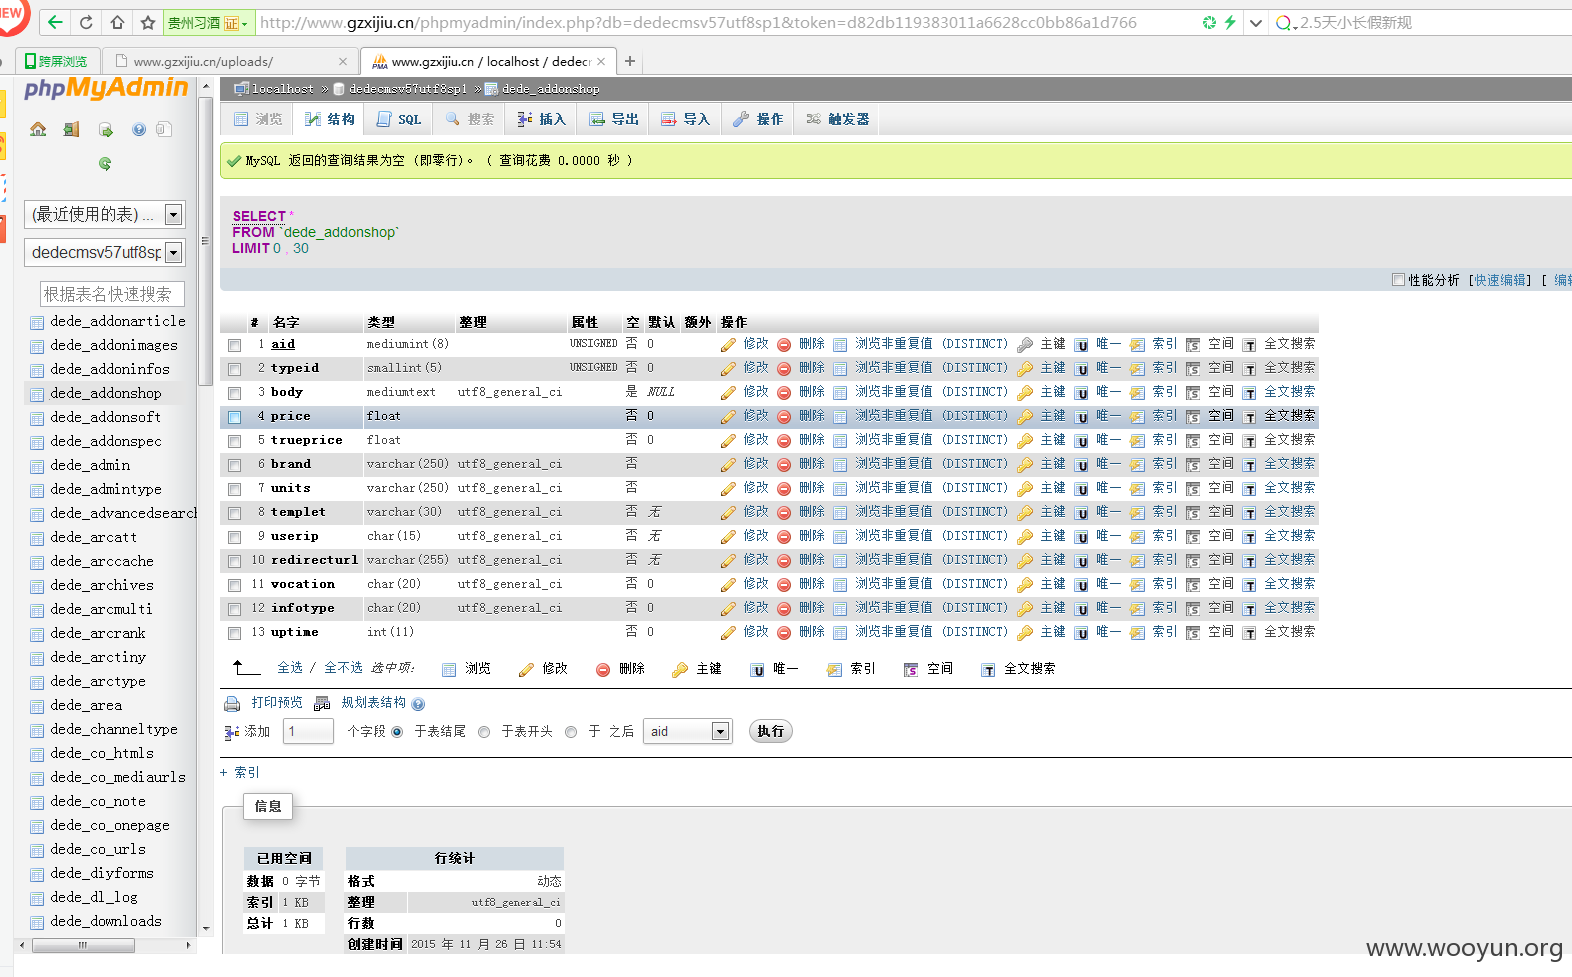 NEW
贵州习酒 证
http://www.gzxijiu.cn/phpmyadmin/index.php?db=dedecmsv57utf8sp1&token=d82db119383011a6628cc0bb86a1d766
2.5天小长假新规
跨屏浏览
www.gzxijiu.cn/uploads/
www.gzxijiu.cn / localhost / dedec
phpMyAdmin
(最近使用的表) ...
dedecmsv57utf8sp
根据表名快速搜索
dede_addonarticle
dede_addonimages
dede_addoninfos
dede_addonshop
dede_addonsoft
dede_addonspec
dede_admin
dede_admintype
dede_advancedsearch
dede_arcatt
dede_arccache
dede_archives
dede_arcmulti
dede_arcrank
dede_arctiny
dede_arctype
dede_area
dede_channeltype
dede_co_htmls
dede_co_mediaurls
dede_co_note
dede_co_onepage
dede_co_urls
dede_diyforms
dede_dl_log
dede_downloads
localhost » dedecmsv57utf8sp1 » dede_addonshop
浏览 结构 SQL 搜索 插入 导出 导入 操作 触发器
MySQL 返回的查询结果为空 (即零行)。 ( 查询花费 0.0000 秒 )
SELECT *
FROM `dede_addonshop`
LIMIT 0 , 30
性能分析 [快速编辑] [ 编辑
# 名字 类型 整理 属性 空 默认 额外 操作
1 aid mediumint(8) UNSIGNED 否 0 修改 删除 浏览非重复值 (DISTINCT) 主键 唯一 索引 空间 全文搜索
2 typeid smallint(5) UNSIGNED 否 0 修改 删除 浏览非重复值 (DISTINCT) 主键 唯一 索引 空间 全文搜索
3 body mediumtext utf8_general_ci 是 NULL 修改 删除 浏览非重复值 (DISTINCT) 主键 唯一 索引 空间 全文搜索
4 price float 否 0 修改 删除 浏览非重复值 (DISTINCT) 主键 唯一 索引 空间 全文搜索
5 trueprice float 否 0 修改 删除 浏览非重复值 (DISTINCT) 主键 唯一 索引 空间 全文搜索
6 brand varchar(250) utf8_general_ci 否 修改 删除 浏览非重复值 (DISTINCT) 主键 唯一 索引 空间 全文搜索
7 units varchar(250) utf8_general_ci 否 修改 删除 浏览非重复值 (DISTINCT) 主键 唯一 索引 空间 全文搜索
8 templet varchar(30) utf8_general_ci 否 无 修改 删除 浏览非重复值 (DISTINCT) 主键 唯一 索引 空间 全文搜索
9 userip char(15) utf8_general_ci 否 无 修改 删除 浏览非重复值 (DISTINCT) 主键 唯一 索引 空间 全文搜索
10 redirecturl varchar(255) utf8_general_ci 否 无 修改 删除 浏览非重复值 (DISTINCT) 主键 唯一 索引 空间 全文搜索
11 vocation char(20) utf8_general_ci 否 0 修改 删除 浏览非重复值 (DISTINCT) 主键 唯一 索引 空间 全文搜索
12 infotype char(20) utf8_general_ci 否 0 修改 删除 浏览非重复值 (DISTINCT) 主键 唯一 索引 空间 全文搜索
13 uptime int(11) 否 0 修改 删除 浏览非重复值 (DISTINCT) 主键 唯一 索引 空间 全文搜索
全选 / 全不选 选中项: 浏览 修改 删除 主键 唯一 索引 空间 全文搜索
打印预览 规划表结构
添加 1 个字段 于表结尾 于表开头 于 之后 aid 执行
+ 索引
信息
已用空间
数据 0 字节
索引 1 KB
总计 1 KB
行统计
格式 动态
整理 utf8_general_ci
行数 0
创建时间 2015 年 11 月 26 日 11:54
www.wooyun.org